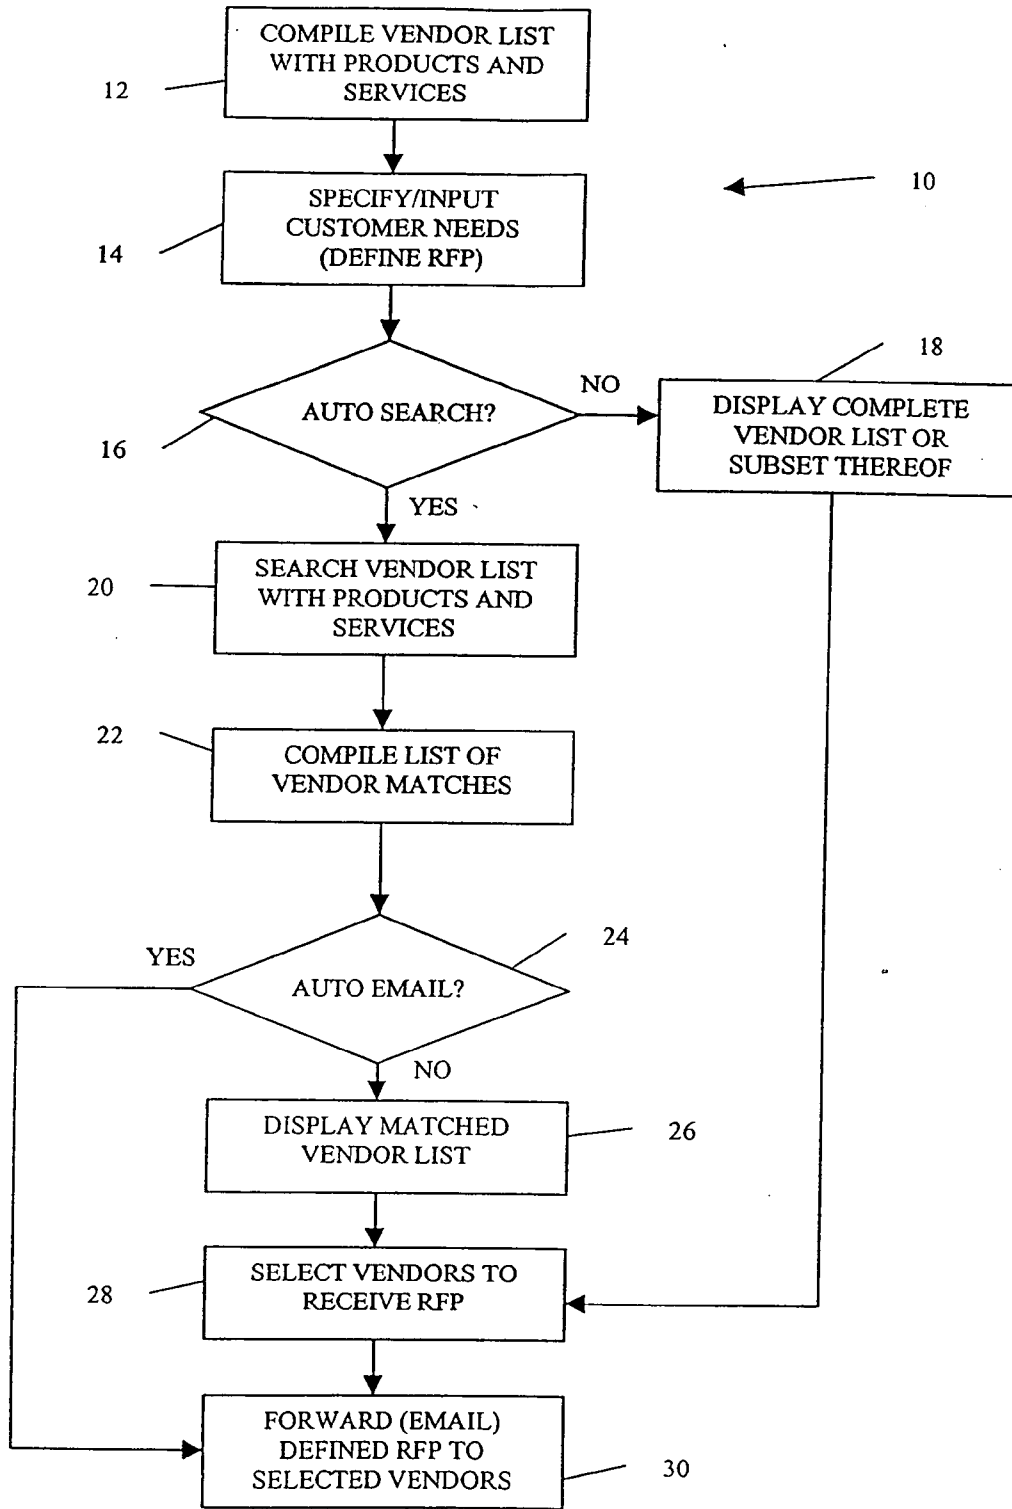 COMPILE VENDOR LIST
WITH PRODUCTS AND
SERVICES
12
10
SPECIFY/INPUT
CUSTOMER NEEDS
(DEFINE RFP)
14
18
NO
AUTO SEARCH?
DISPLAY COMPLETE
VENDOR LIST OR
SUBSET THEREOF
16
YES
SEARCH VENDOR LIST
WITH PRODUCTS AND
SERVICES
20
22
COMPILE LIST OF
VENDOR MATCHES
24
YES
AUTO EMAIL?
NO
DISPLAY MATCHED
VENDOR LIST
26
SELECT VENDORS TO
RECEIVE RFP
28
FORWARD (EMAIL)
DEFINED RFP TO
SELECTED VENDORS
30